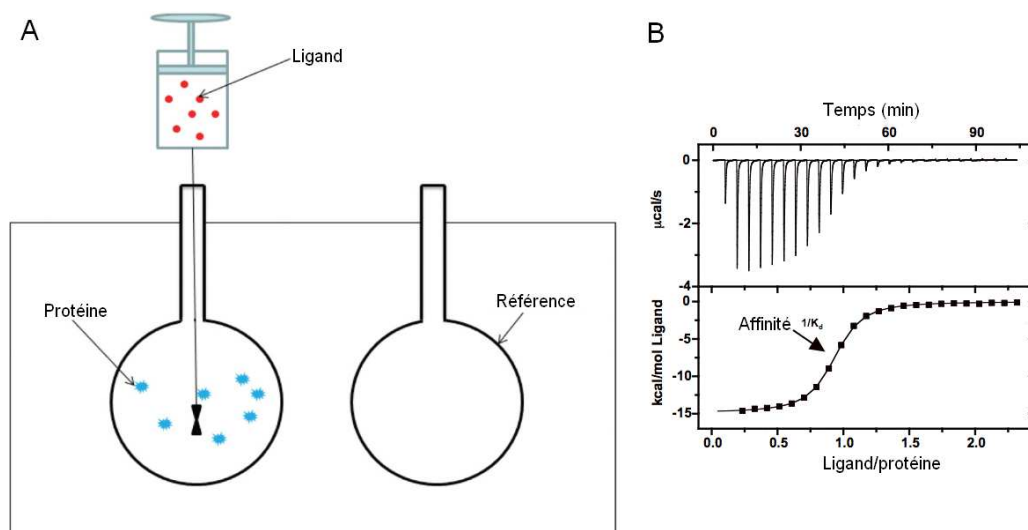 A
Ligand
Protéine
Référence
B
Temps (min)
0 30 60 90
0
-2
-4
µcal/s
0
-5
-10
-15
kcal/mol Ligand
Affinité 1/Kd
0.0 0.5 1.0 1.5 2.0
Ligand/protéine